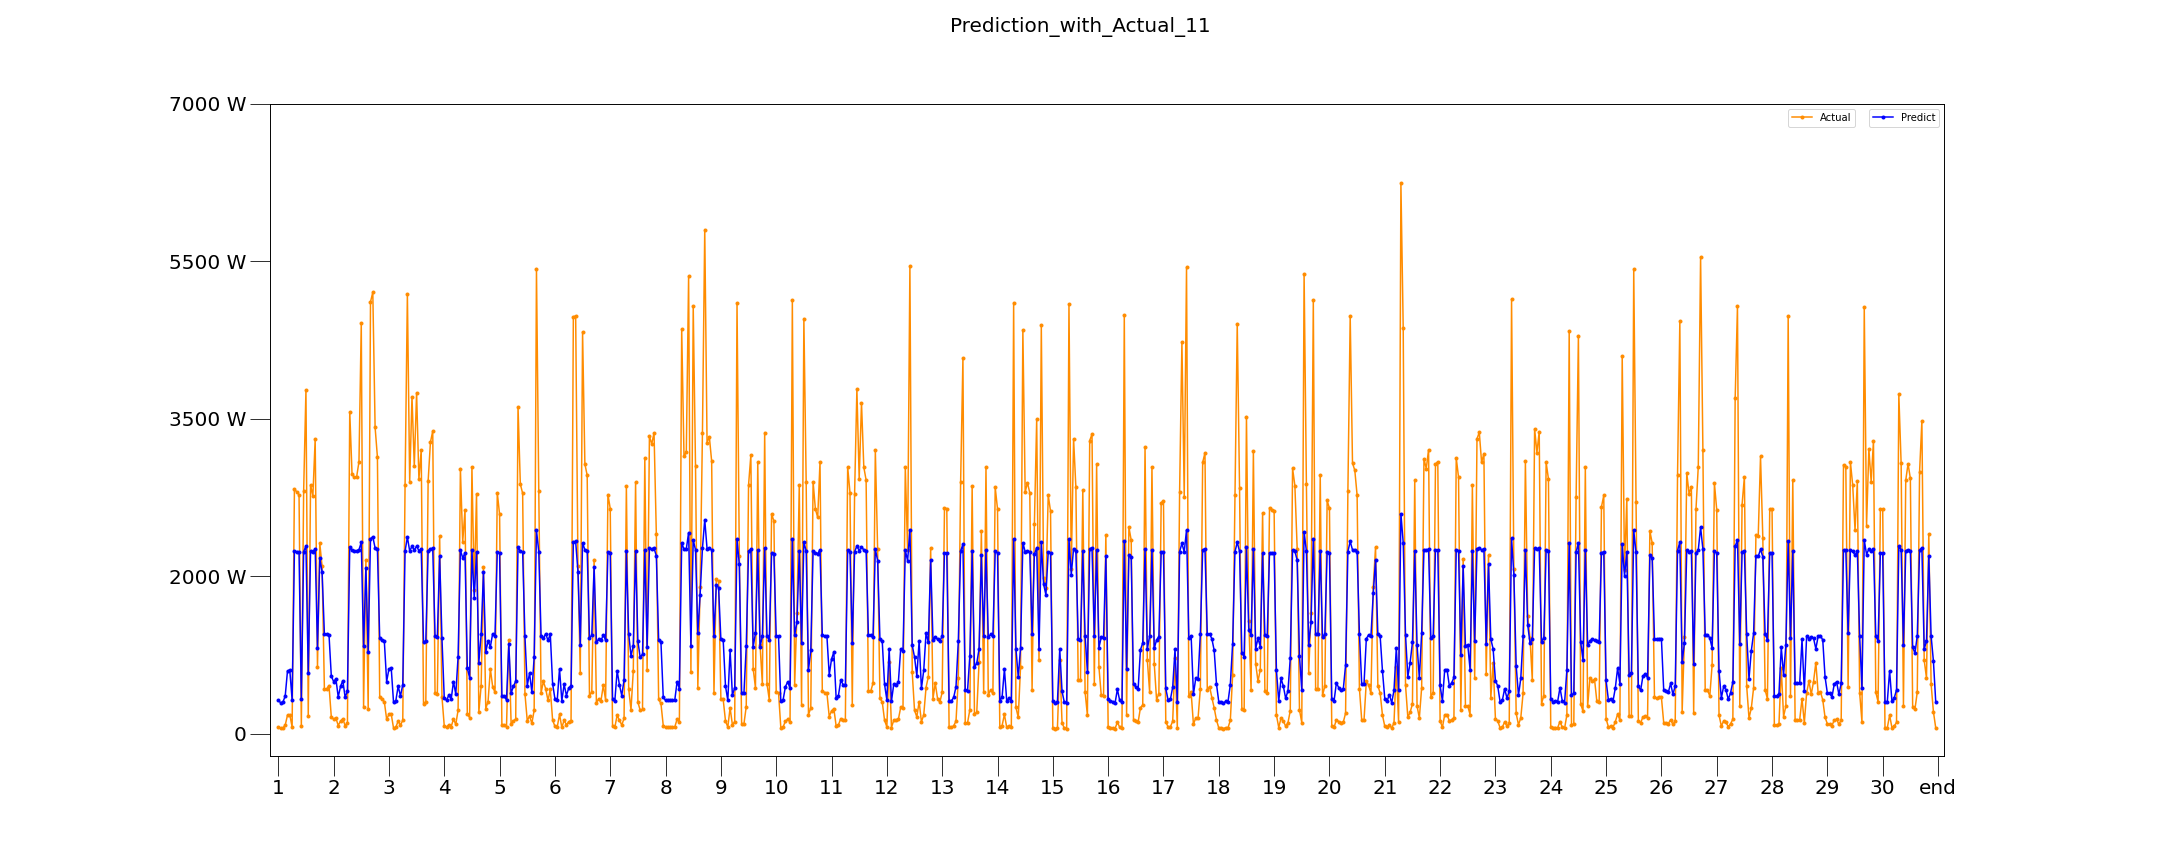 Prediction_with_Actual_11
7000 W
Actual Predict
5500 W
3500 W
2000 W
0
1 2 3 4 5 6 7 8 9 10 11 12 13 14 15 16 17 18 19 20 21 22 23 24 25 26 27 28 29 30 end